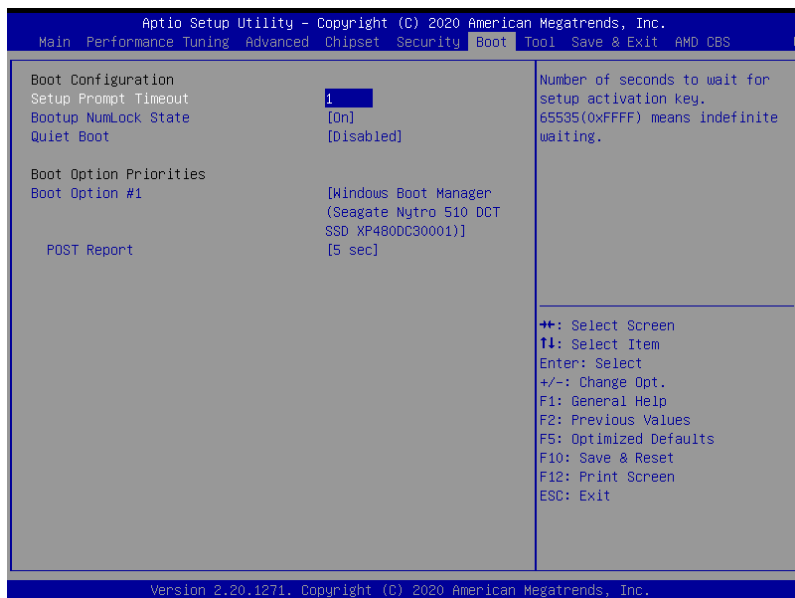 Aptio Setup Utility – Copyright (C) 2020 American Megatrends, Inc.
Main Performance Tuning Advanced Chipset Security Boot Tool Save & Exit AMD CBS
Boot Configuration
Setup Prompt Timeout 1
Bootup NumLock State [On]
Quiet Boot [Disabled]
Boot Option Priorities
Boot Option #1 [Windows Boot Manager
(Seagate Nytro 510 DCT
SSD XP480DC30001)]
POST Report [5 sec]
Number of seconds to wait for
setup activation key.
65535(0xFFFF) means indefinite
waiting.
→←: Select Screen
↑↓: Select Item
Enter: Select
+/-: Change Opt.
F1: General Help
F2: Previous Values
F5: Optimized Defaults
F10: Save & Reset
F12: Print Screen
ESC: Exit
Version 2.20.1271. Copyright (C) 2020 American Megatrends, Inc.